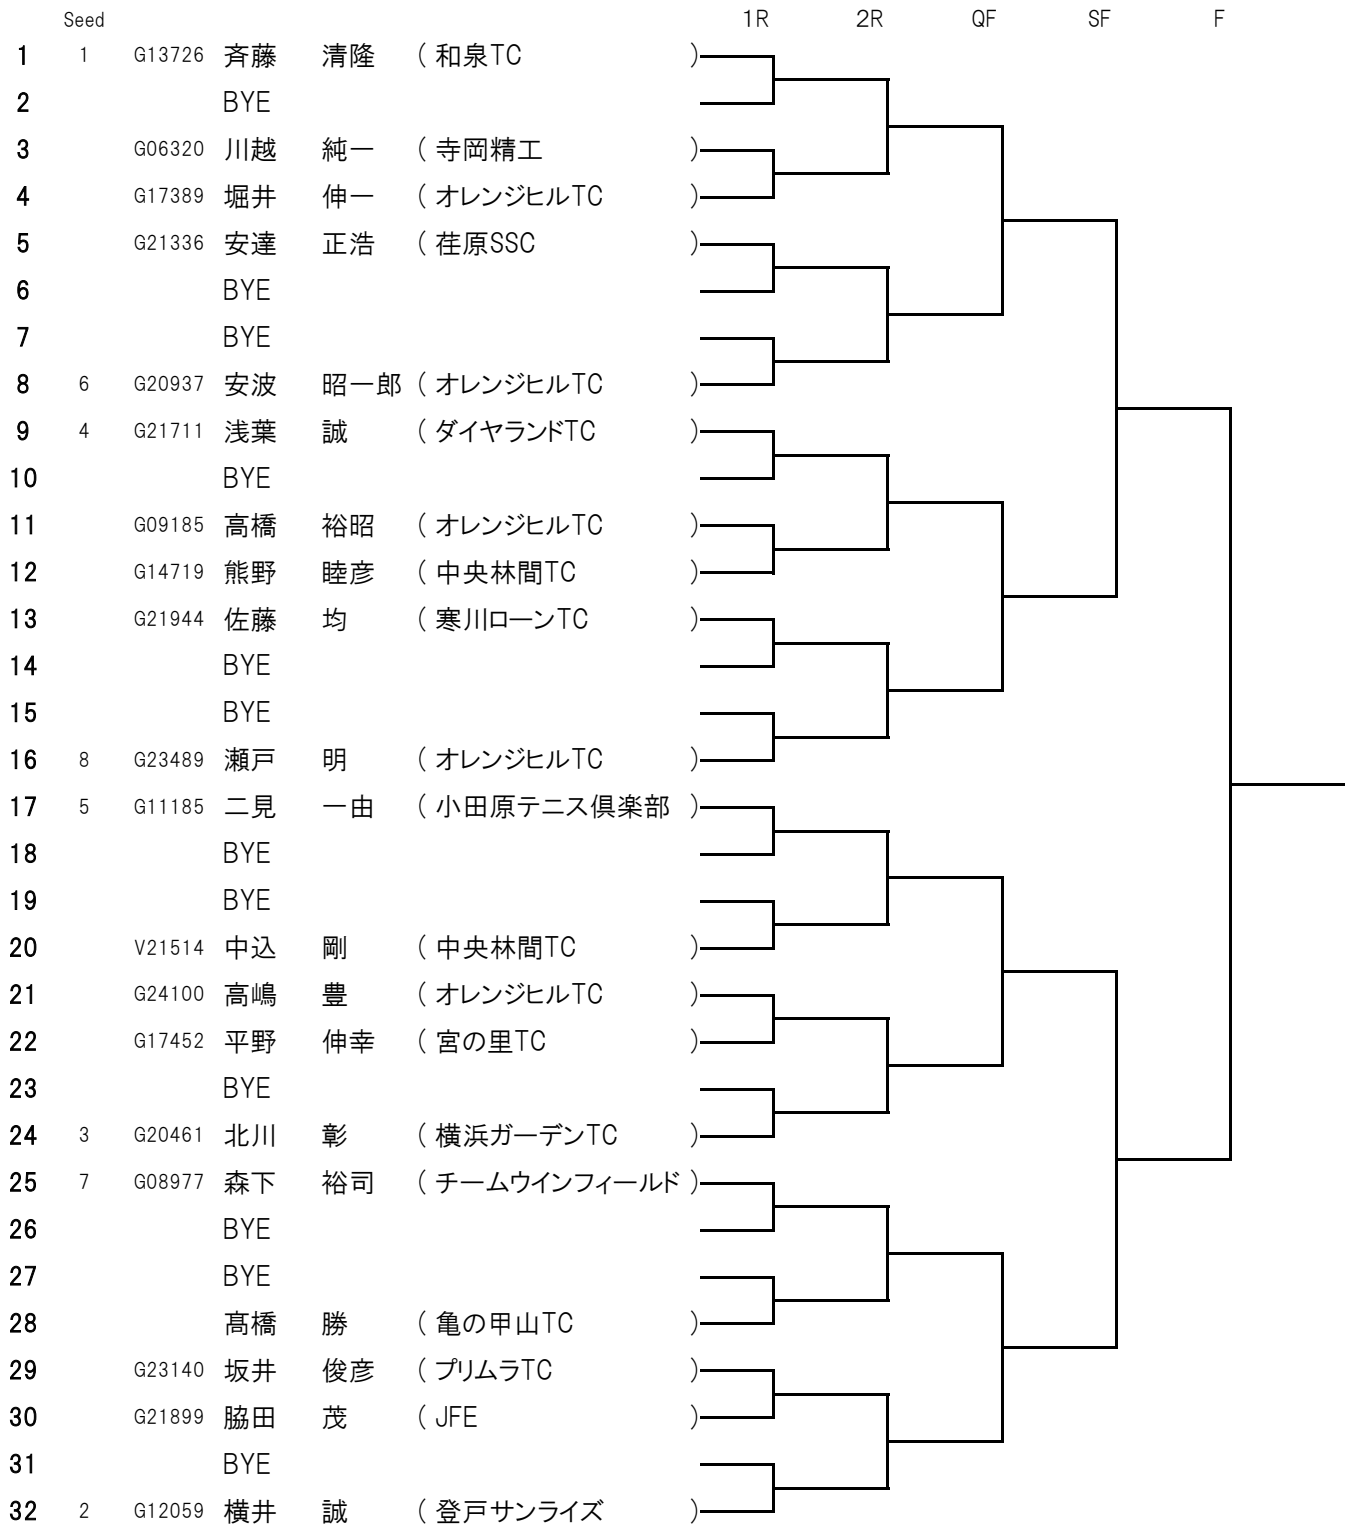 Seed 1R 2R QF SF F
1 1 G13726 斉藤 清隆 ( 和泉TC )
2 BYE
3 G06320 川越 純一 ( 寺岡精工 )
4 G17389 堀井 伸一 ( オレンジヒルTC )
5 G21336 安達 正浩 ( 荏原SSC )
6 BYE
7 BYE
8 6 G20937 安波 昭一郎 ( オレンジヒルTC )
9 4 G21711 浅葉 誠 ( ダイヤランドTC )
10 BYE
11 G09185 高橋 裕昭 ( オレンジヒルTC )
12 G14719 熊野 睦彦 ( 中央林間TC )
13 G21944 佐藤 均 ( 寒川ローンTC )
14 BYE
15 BYE
16 8 G23489 瀬戸 明 ( オレンジヒルTC )
17 5 G11185 二見 一由 ( 小田原テニス倶楽部 )
18 BYE
19 BYE
20 V21514 中込 剛 ( 中央林間TC )
21 G24100 高嶋 豊 ( オレンジヒルTC )
22 G17452 平野 伸幸 ( 宮の里TC )
23 BYE
24 3 G20461 北川 彰 ( 横浜ガーデンTC )
25 7 G08977 森下 裕司 ( チームウインフィールド )
26 BYE
27 BYE
28 髙橋 勝 ( 亀の甲山TC )
29 G23140 坂井 俊彦 ( プリムラTC )
30 G21899 脇田 茂 ( JFE )
31 BYE
32 2 G12059 横井 誠 ( 登戸サンライズ )